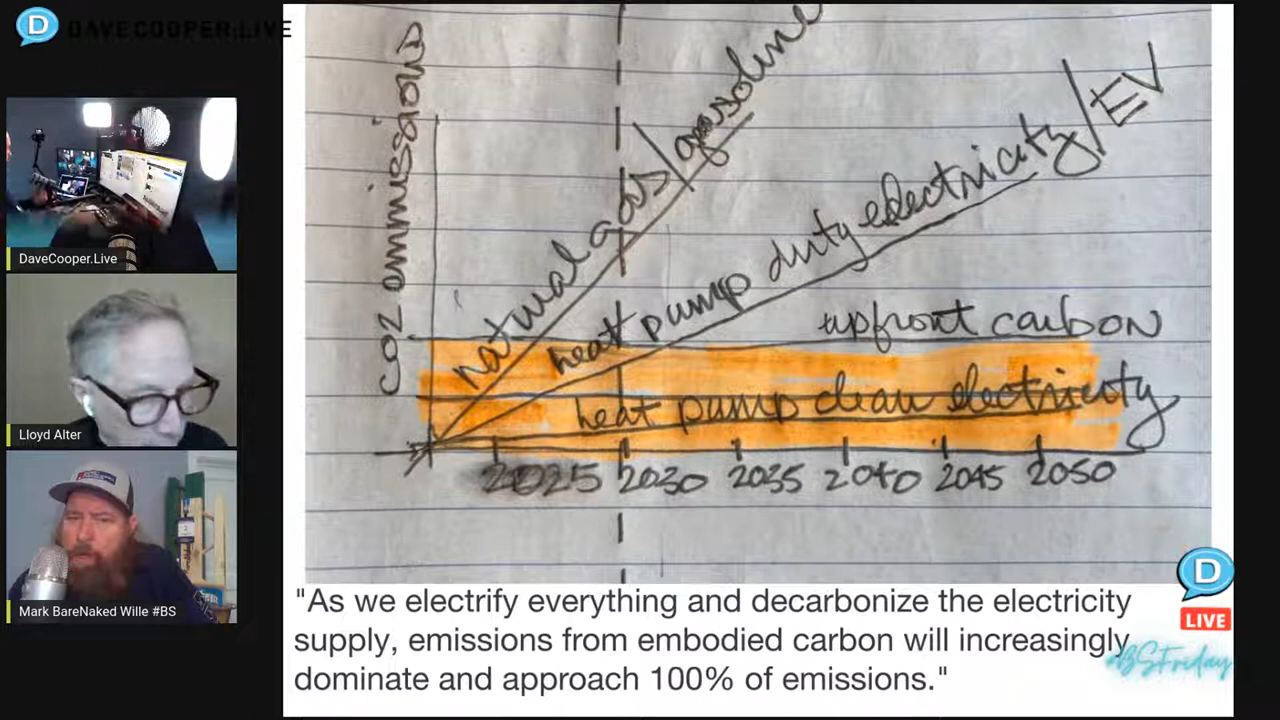 D
DAVECOOPER.LIVE
DaveCooper.Live
Lloyd Alter
Mark BareNaked Wille #BS
co2 emmissions
natural gas/gasoline
heat pump duty electricity/EV
upfront carbon
heat pump clean electricity
2025 2030 2035 2040 2045 2050
"As we electrify everything and decarbonize the electricity
supply, emissions from embodied carbon will increasingly
dominate and approach 100% of emissions."
D
LIVE
#BSFriday